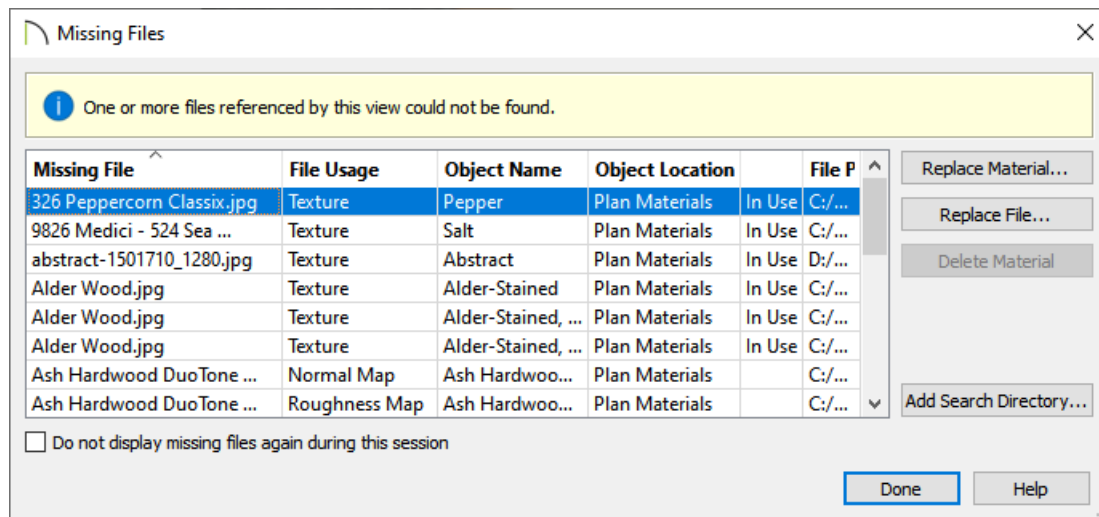 Missing Files
One or more files referenced by this view could not be found.
Missing File File Usage Object Name Object Location File P
326 Peppercorn Classix.jpg Texture Pepper Plan Materials In Use C:/...
9826 Medici - 524 Sea ... Texture Salt Plan Materials In Use C:/...
abstract-1501710_1280.jpg Texture Abstract Plan Materials In Use D:/...
Alder Wood.jpg Texture Alder-Stained Plan Materials In Use C:/...
Alder Wood.jpg Texture Alder-Stained, ... Plan Materials In Use C:/...
Alder Wood.jpg Texture Alder-Stained, ... Plan Materials In Use C:/...
Ash Hardwood DuoTone ... Normal Map Ash Hardwoo... Plan Materials C:/...
Ash Hardwood DuoTone ... Roughness Map Ash Hardwoo... Plan Materials C:/...
Replace Material...
Replace File...
Delete Material
Add Search Directory...
Do not display missing files again during this session
Done Help